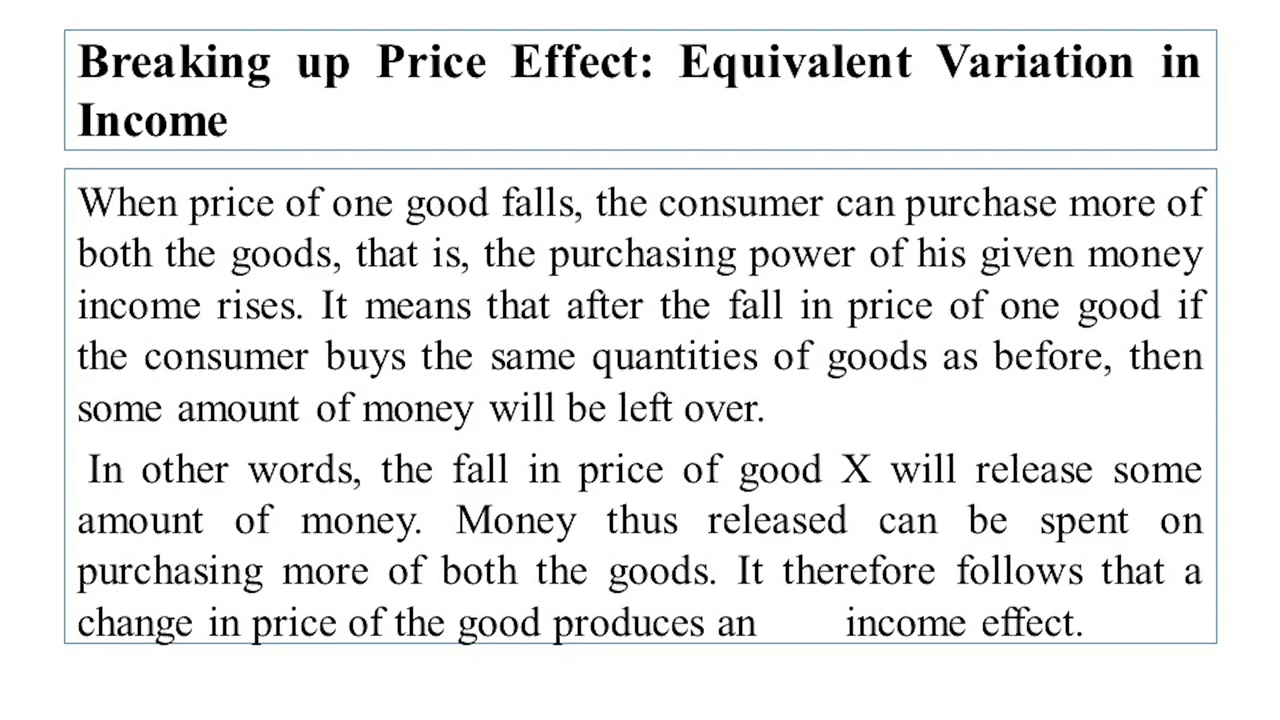 Breaking up Price Effect: Equivalent Variation in
Income
When price of one good falls, the consumer can purchase more of
both the goods, that is, the purchasing power of his given money
income rises. It means that after the fall in price of one good if
the consumer buys the same quantities of goods as before, then
some amount of money will be left over.
In other words, the fall in price of good X will release some
amount of money. Money thus released can be spent on
purchasing more of both the goods. It therefore follows that a
change in price of the good produces an income effect.